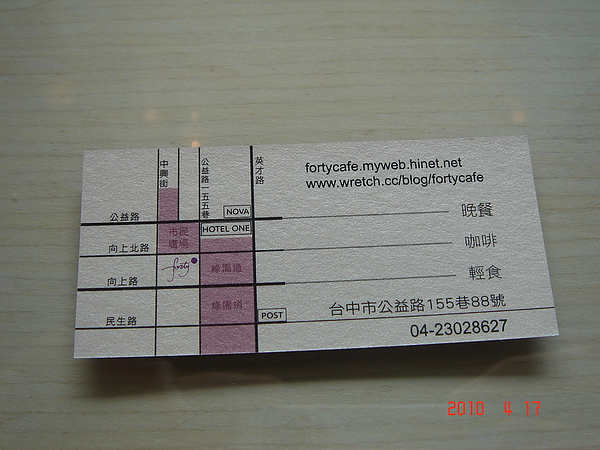 中興街
公益路一五五巷
英才路
fortycafe.myweb.hinet.net
www.wretch.cc/blog/fortycafe
公益路
NOVA
晚餐
向上北路
市民廣場
HOTEL ONE
咖啡
向上路
forty
綠園道
輕食
民生路
綠園道
POST
台中市公益路155巷88號
04-23028627
2010 4 17